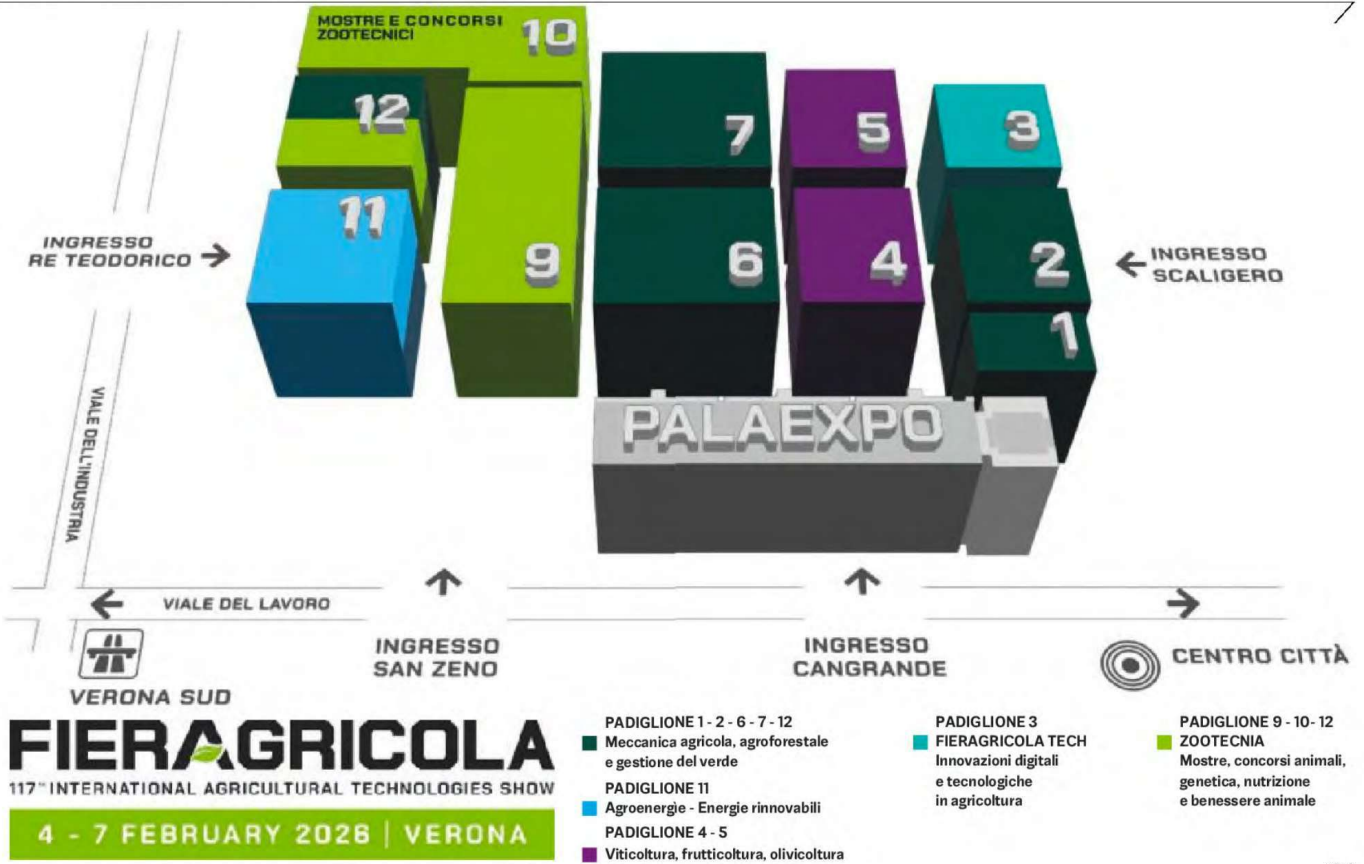 MOSTRE E CONCORSI
ZOOTECNICI
10
12
7
5
3
11
9
6
4
2
1
INGRESSO
RE TEODORICO
INGRESSO
SCALIGERO
PALAEXPO
VIALE DELL'INDUSTRIA
VIALE DEL LAVORO
INGRESSO
SAN ZENO
INGRESSO
CANGRANDE
CENTRO CITTÀ
VERONA SUD
FIERAGRICOLA
117TH INTERNATIONAL AGRICULTURAL TECHNOLOGIES SHOW
4 - 7 FEBRUARY 2026 | VERONA
PADIGLIONE 1 - 2 - 6 - 7 - 12
Meccanica agricola, agroforestale
e gestione del verde
PADIGLIONE 11
Agroenergie - Energie rinnovabili
PADIGLIONE 4 - 5
Viticoltura, frutticoltura, olivicoltura
PADIGLIONE 3
FIERAGRICOLA TECH
Innovazioni digitali
e tecnologiche
in agricoltura
PADIGLIONE 9 - 10 - 12
ZOOTECNIA
Mostre, concorsi animali,
genetica, nutrizione
e benessere animale